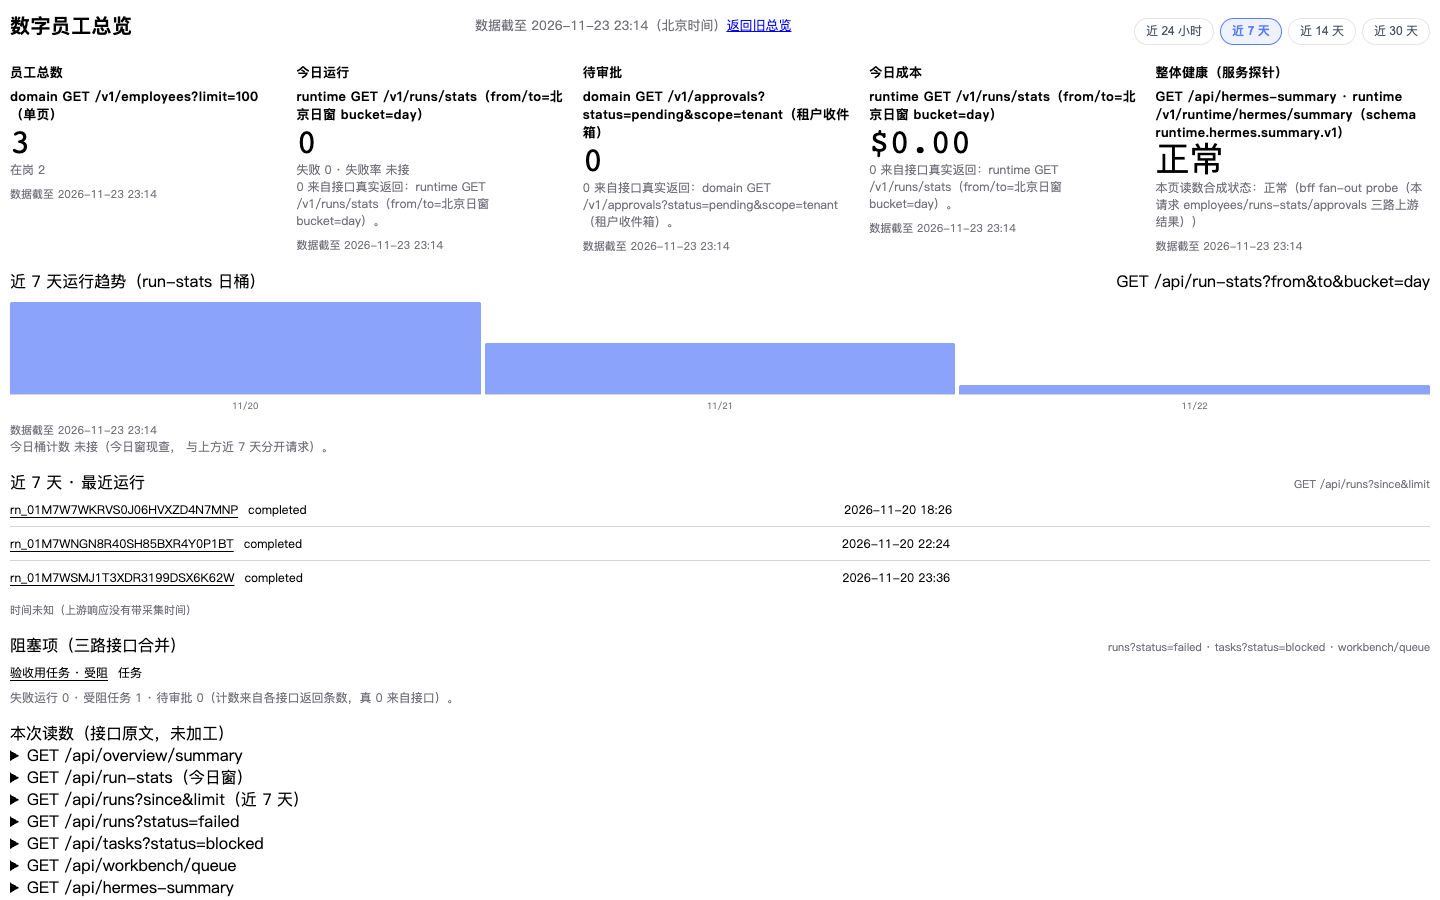 数字员工总览
数据截至 2026-11-23 23:14（北京时间）返回旧总览
近 24 小时
近 7 天
近 14 天
近 30 天
员工总数
domain GET /v1/employees?limit=100
（单页）
3
在岗 2
数据截至 2026-11-23 23:14
今日运行
runtime GET /v1/runs/stats（from/to=北
京日窗 bucket=day）
0
失败 0 · 失败率 未接
0 来自接口真实返回：runtime GET
/v1/runs/stats（from/to=北京日窗
bucket=day）。
数据截至 2026-11-23 23:14
待审批
domain GET /v1/approvals?
status=pending&scope=tenant（租户收件
箱）
0
0 来自接口真实返回：domain GET
/v1/approvals?status=pending&scope=tenant
（租户收件箱）。
数据截至 2026-11-23 23:14
今日成本
runtime GET /v1/runs/stats（from/to=北
京日窗 bucket=day）
$0.00
0 来自接口真实返回：runtime GET
/v1/runs/stats（from/to=北京日窗
bucket=day）。
数据截至 2026-11-23 23:14
整体健康（服务探针）
GET /api/hermes-summary · runtime
/v1/runtime/hermes/summary（schema
runtime.hermes.summary.v1）
正常
本页读数合成状态：正常（bff fan-out probe（本
请求 employees/runs-stats/approvals 三路上游
结果））
数据截至 2026-11-23 23:14
近 7 天运行趋势（run-stats 日桶）
GET /api/run-stats?from&to&bucket=day
11/20
11/21
11/22
数据截至 2026-11-23 23:14
今日桶计数 未接（今日窗现查， 与上方近 7 天分开请求）。
近 7 天 · 最近运行
GET /api/runs?since&limit
rn_01M7W7WKRVS0J06HVXZD4N7MNP completed 2026-11-20 18:26
rn_01M7WNGN8R40SH85BXR4Y0P1BT completed 2026-11-20 22:24
rn_01M7WSMJ1T3XDR3199DSX6K62W completed 2026-11-20 23:36
时间未知（上游响应没有带采集时间）
阻塞项（三路接口合并）
runs?status=failed · tasks?status=blocked · workbench/queue
验收用任务 · 受阻 任务
失败运行 0 · 受阻任务 1 · 待审批 0（计数来自各接口返回条数，真 0 来自接口）。
本次读数（接口原文，未加工）
▶ GET /api/overview/summary
▶ GET /api/run-stats（今日窗）
▶ GET /api/runs?since&limit（近 7 天）
▶ GET /api/runs?status=failed
▶ GET /api/tasks?status=blocked
▶ GET /api/workbench/queue
▶ GET /api/hermes-summary